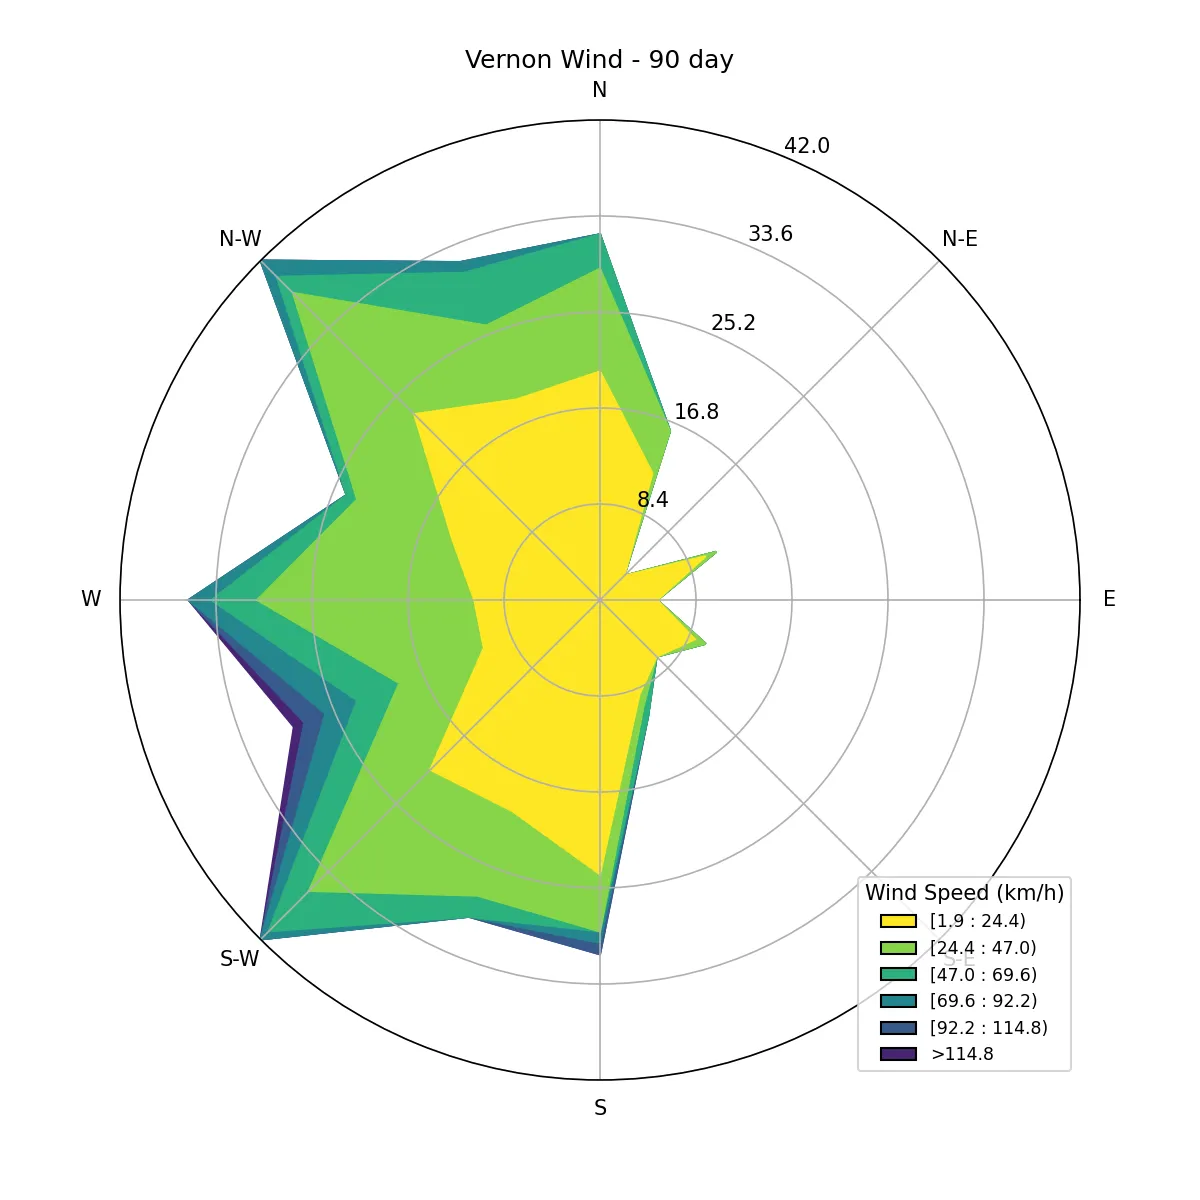 Vernon Wind - 90 day
N
42.0
N-W
33.6
N-E
25.2
16.8
8.4
W
E
S-W
S-E
S
Wind Speed (km/h)
[1.9 : 24.4)
[24.4 : 47.0)
[47.0 : 69.6)
[69.6 : 92.2)
[92.2 : 114.8)
>114.8